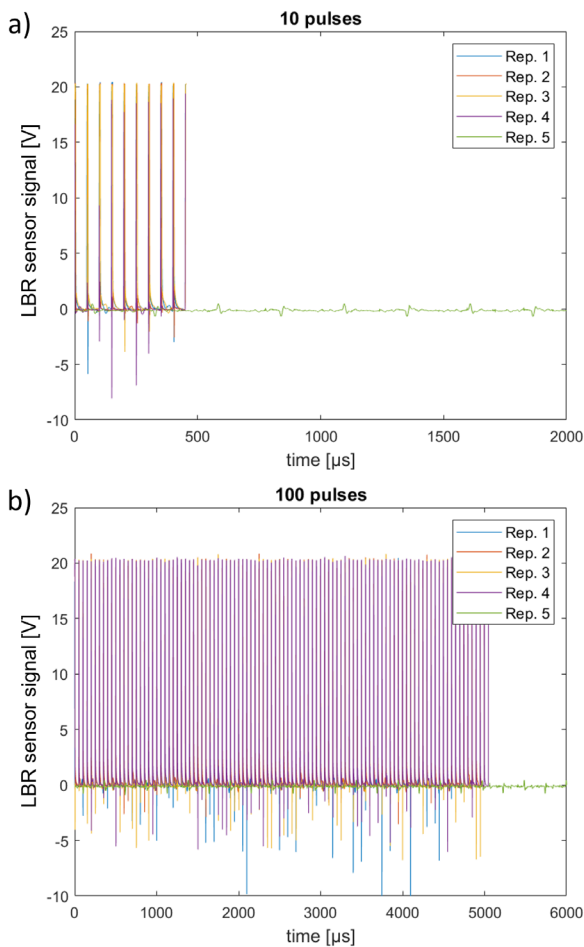 a)
10 pulses
25
20
15
10
5
0
-5
-10
LBR sensor signal [V]
0
500
1000
1500
2000
time [µs]
Rep. 1
Rep. 2
Rep. 3
Rep. 4
Rep. 5
b)
100 pulses
25
20
15
10
5
0
-5
-10
LBR sensor signal [V]
0
1000
2000
3000
4000
5000
6000
time [µs]
Rep. 1
Rep. 2
Rep. 3
Rep. 4
Rep. 5